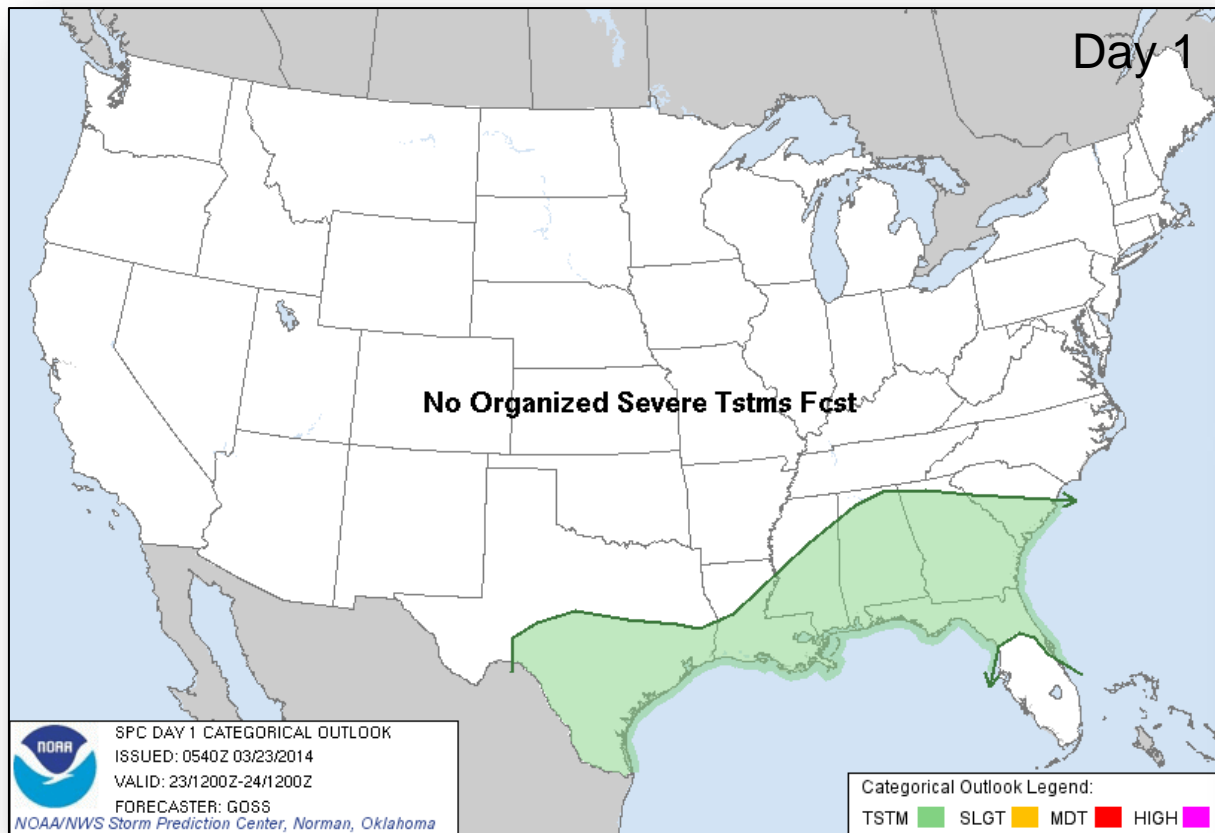 Day 1
No Organized Severe Tstms Fcst
NOAA
SPC DAY 1 CATEGORICAL OUTLOOK
ISSUED: 0540Z 03/23/2014
VALID: 23/1200Z-24/1200Z
FORECASTER: GOSS
NOAA/NWS Storm Prediction Center, Norman, Oklahoma
Categorical Outlook Legend:
TSTM SLGT MDT HIGH